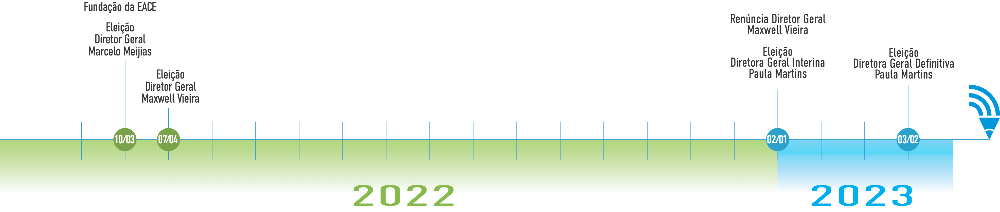 Fundação da EACE
Eleição
Diretor Geral
Marcelo Meijias
Eleição
Diretor Geral
Maxwell Vieira
Renúncia Diretor Geral
Maxwell Vieira
Eleição
Diretora Geral Interina
Paula Martins
Eleição
Diretora Geral Definitiva
Paula Martins
10/03
07/04
02/01
03/02
2022
2023